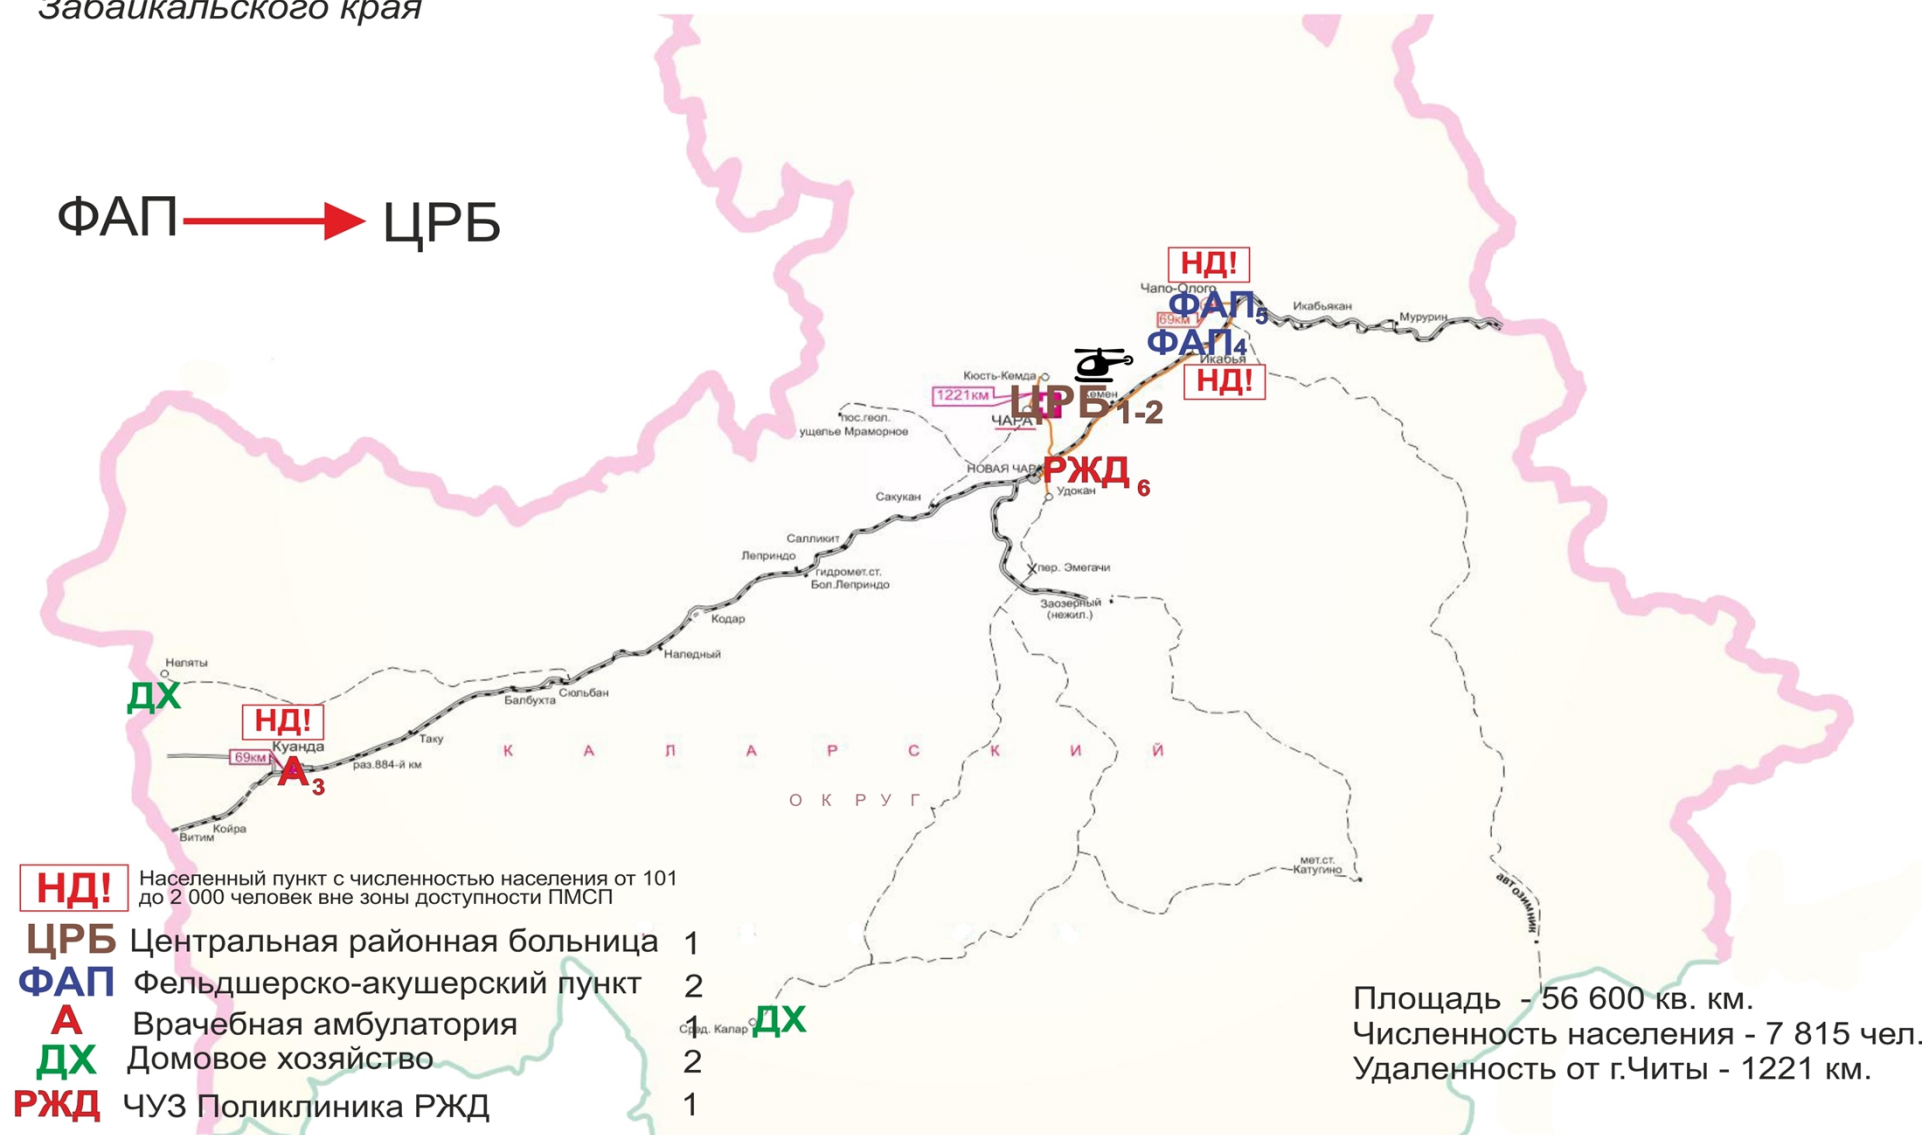 Забайкальского края
ФАП
ЦРБ
НД!
Чапо-Олого
ФАП5
69км
ФАП4
Икабья
НД!
Икабьякан
Мурурин
Кюсть-Кемда
1221км
ЦРБ1-2
Кемен
ЧАРА
пос.геол.
ущелье Мраморное
НОВАЯ ЧАРА
РЖД 6
Удокан
Сакукан
Салликит
Леприндо
гидромет.ст.
Бол.Леприндо
пер. Эмегачи
Заозерный
(нежил.)
Кодар
Наледный
Неляты
ДХ
Балбухта
Сюльбан
НД!
Куанда
69км
А3
Таку
раз.884-й км
К А Л А Р С К И Й
О К Р У Г
Койра
Витим
мет.ст.
Катугино
автозимник
Сред. Калар
ДХ
НД! Населенный пункт с численностью населения от 101
до 2 000 человек вне зоны доступности ПМСП
ЦРБ Центральная районная больница 1
ФАП Фельдшерско-акушерский пункт 2
А Врачебная амбулатория 1
ДХ Домовое хозяйство 2
РЖД ЧУЗ Поликлиника РЖД 1
Площадь - 56 600 кв. км.
Численность населения - 7 815 чел.
Удаленность от г.Читы - 1221 км.